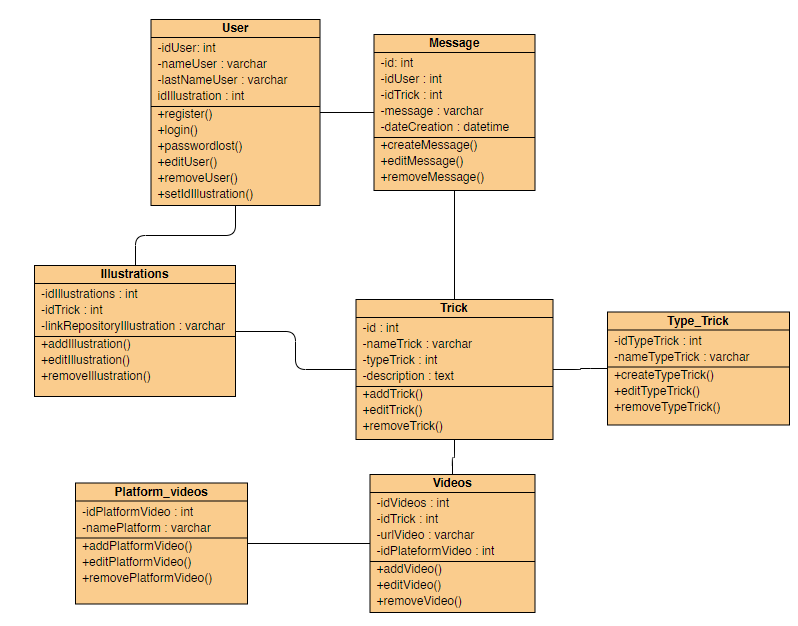 User
-idUser: int
-nameUser : varchar
-lastNameUser : varchar
idIllustration : int
+register()
+login()
+passwordlost()
+editUser()
+removeUser()
+setIdIllustration()
Message
-id: int
-idUser : int
-idTrick : int
-message : varchar
-dateCreation : datetime
+createMessage()
+editMessage()
+removeMessage()
Illustrations
-idIllustrations : int
-idTrick : int
-linkRepositoryIllustration : varchar
+addIllustration()
+editIllustration()
+removeIllustration()
Trick
-id : int
-nameTrick : varchar
-typeTrick : int
-description : text
+addTrick()
+editTrick()
+removeTrick()
Type_Trick
-idTypeTrick : int
-nameTypeTrick : varchar
+createTypeTrick()
+editTypeTrick()
+removeTypeTrick()
Platform_videos
-idPlatformVideo : int
-namePlatform : varchar
+addPlatformVideo()
+editPlatformVideo()
+removePlatformVideo()
Videos
-idVideos : int
-idTrick : int
-urlVideo : varchar
-idPlateformVideo : int
+addVideo()
+editVideo()
+removeVideo()